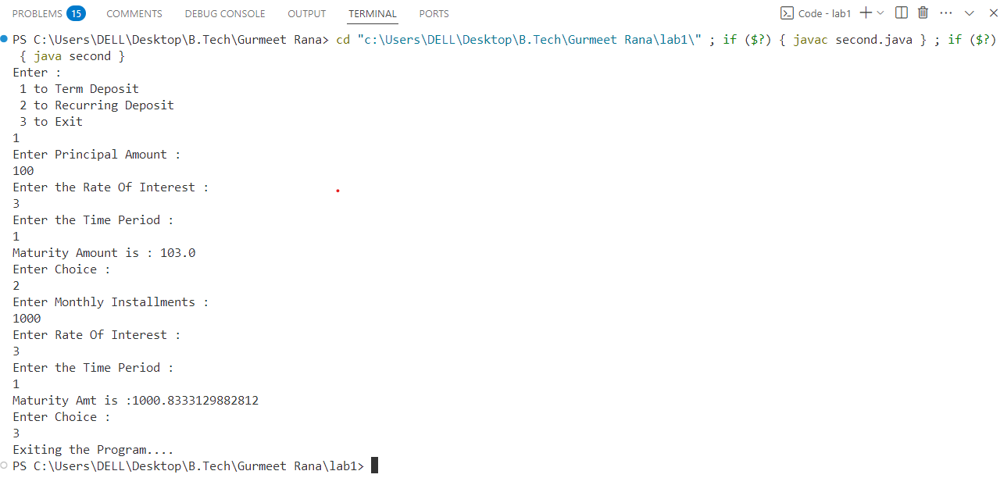 PROBLEMS 15 COMMENTS DEBUG CONSOLE OUTPUT TERMINAL PORTS Code - lab1
PS C:\Users\DELL\Desktop\B.Tech\Gurmeet Rana> cd "c:\Users\DELL\Desktop\B.Tech\Gurmeet Rana\lab1\" ; if ($?) { javac second.java } ; if ($?)
{ java second }
Enter :
1 to Term Deposit
2 to Recurring Deposit
3 to Exit
1
Enter Principal Amount :
100
Enter the Rate Of Interest :
3
Enter the Time Period :
1
Maturity Amount is : 103.0
Enter Choice :
2
Enter Monthly Installments :
1000
Enter Rate Of Interest :
3
Enter the Time Period :
1
Maturity Amt is :1000.8333129882812
Enter Choice :
3
Exiting the Program....
PS C:\Users\DELL\Desktop\B.Tech\Gurmeet Rana\lab1>